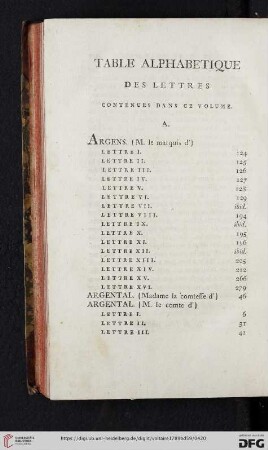 TABLE ALPHABETIQUE
DES LETTRES
CONTENUES DANS CE VOLUME.
A.
ARGENS. (M. le marquis d')
LETTRE I. 124
LETTRE II. 125
LETTRE III. 126
LETTRE IV. 127
LETTRE V. 128
LETTRE VI. 129
LETTRE VII. ibid.
LETTRE VIII. 194
LETTRE IX. ibid.
LETTRE X. 195
LETTRE XI. 196
LETTRE XII. ibid.
LETTRE XIII. 205
LETTRE XIV. 222
LETTRE XV. 266
LETTRE XVI. 279
ARGENTAL. (Madame la comtesse d') 46
ARGENTAL. (M. le comte d')
LETTRE I. 6
LETTRE II. 31
LETTRE III. 41